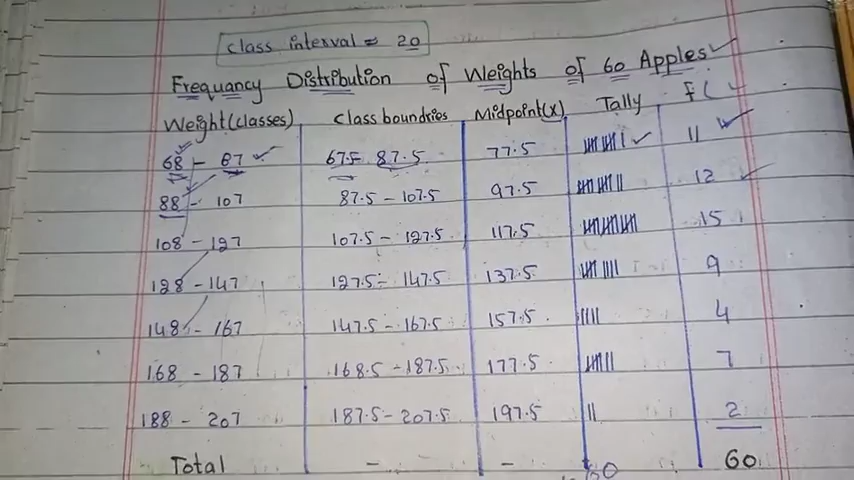 class interval = 20
Frequancy Distribution of Weights of 60 Apples
Weight(classes) Class boundries Midpoint(x) Tally F(
68 - 87 67.5- 87.5 77.5 11
88 - 107 87.5 - 107.5 97.5 12
108 - 127 107.5 - 127.5 117.5 15
128 - 147 127.5 - 147.5 137.5 9
148 - 167 147.5 - 167.5 157.5 4
168 - 187 168.5 - 187.5 177.5 7
188 - 207 187.5 - 207.5 197.5 2
Total - - 60